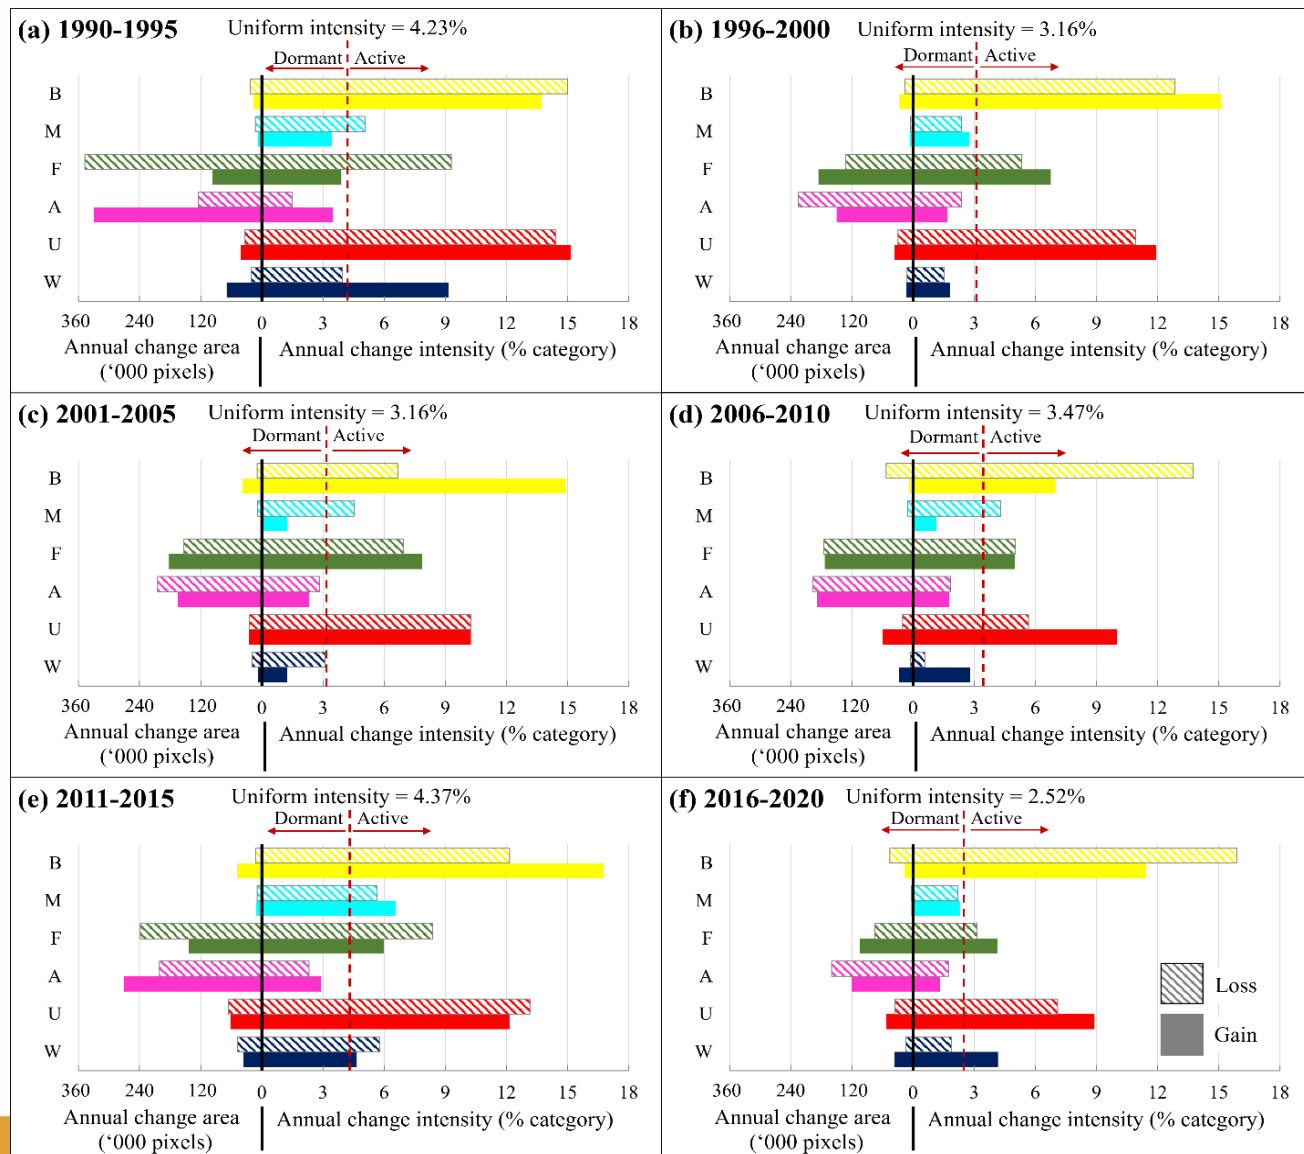 (a) 1990-1995 Uniform intensity = 4.23%
Dormant Active
B
M
F
A
U
W
360 240 120 0 3 6 9 12 15 18
Annual change area Annual change intensity (% category)
(‘000 pixels)
(b) 1996-2000 Uniform intensity = 3.16%
Dormant Active
B
M
F
A
U
W
360 240 120 0 3 6 9 12 15 18
Annual change area Annual change intensity (% category)
(‘000 pixels)
(c) 2001-2005 Uniform intensity = 3.16%
Dormant Active
B
M
F
A
U
W
360 240 120 0 3 6 9 12 15 18
Annual change area Annual change intensity (% category)
(‘000 pixels)
(d) 2006-2010 Uniform intensity = 3.47%
Dormant Active
B
M
F
A
U
W
360 240 120 0 3 6 9 12 15 18
Annual change area Annual change intensity (% category)
(‘000 pixels)
(e) 2011-2015 Uniform intensity = 4.37%
Dormant Active
B
M
F
A
U
W
360 240 120 0 3 6 9 12 15 18
Annual change area Annual change intensity (% category)
(‘000 pixels)
(f) 2016-2020 Uniform intensity = 2.52%
Dormant Active
B
M
F
A
U
W
Loss
Gain
360 240 120 0 3 6 9 12 15 18
Annual change area Annual change intensity (% category)
(‘000 pixels)